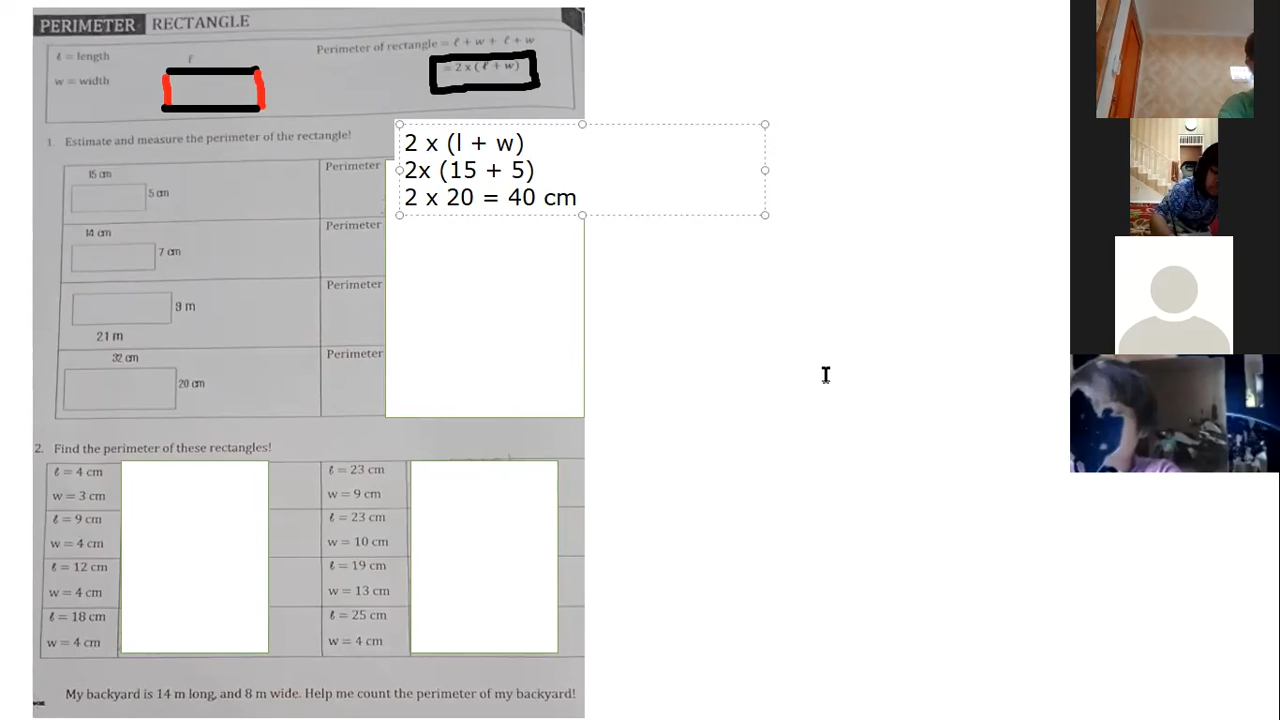 PERIMETER RECTANGLE
ℓ = length
ℓ
Perimeter of rectangle = ℓ + w + ℓ + w
w = width
= 2 x (ℓ + w)
1. Estimate and measure the perimeter of the rectangle!
2 x (l + w)
2x (15 + 5)
2 x 20 = 40 cm
15 cm
5 cm
Perimeter
14 cm
7 cm
Perimeter
9 m
21 m
Perimeter
32 cm
20 cm
Perimeter
2. Find the perimeter of these rectangles!
ℓ = 4 cm
w = 3 cm
ℓ = 9 cm
w = 4 cm
ℓ = 12 cm
w = 4 cm
ℓ = 18 cm
w = 4 cm
ℓ = 23 cm
w = 9 cm
ℓ = 23 cm
w = 10 cm
ℓ = 19 cm
w = 13 cm
ℓ = 25 cm
w = 4 cm
My backyard is 14 m long, and 8 m wide. Help me count the perimeter of my backyard!